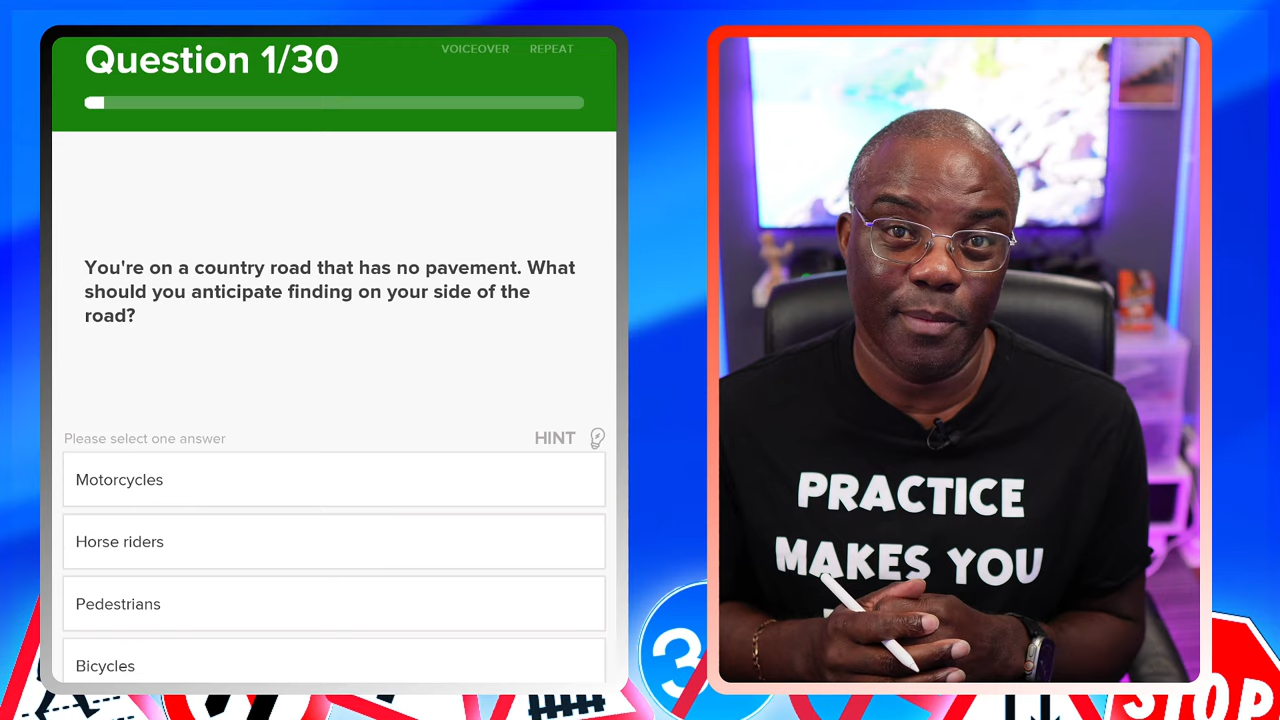 Question 1/30
VOICEOVER REPEAT
You're on a country road that has no pavement. What
should you anticipate finding on your side of the
road?
Please select one answer
HINT
Motorcycles
Horse riders
Pedestrians
Bicycles
PRACTICE
MAKES YOU
3
STOP